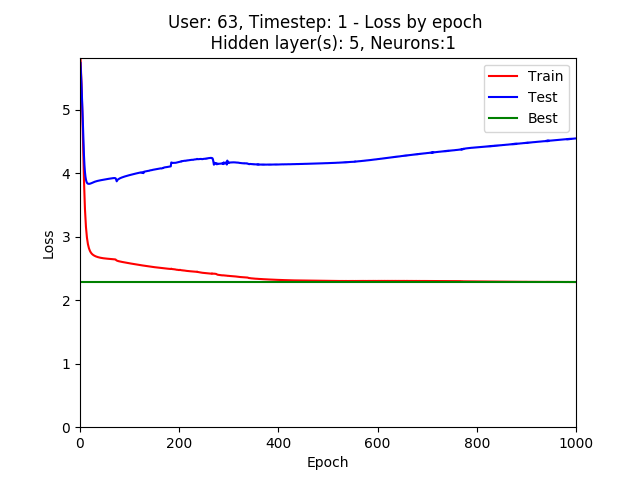 User: 63, Timestep: 1 - Loss by epoch
Hidden layer(s): 5, Neurons:1
Train
Test
Best
5
4
3
2
1
0
Loss
0 200 400 600 800 1000
Epoch